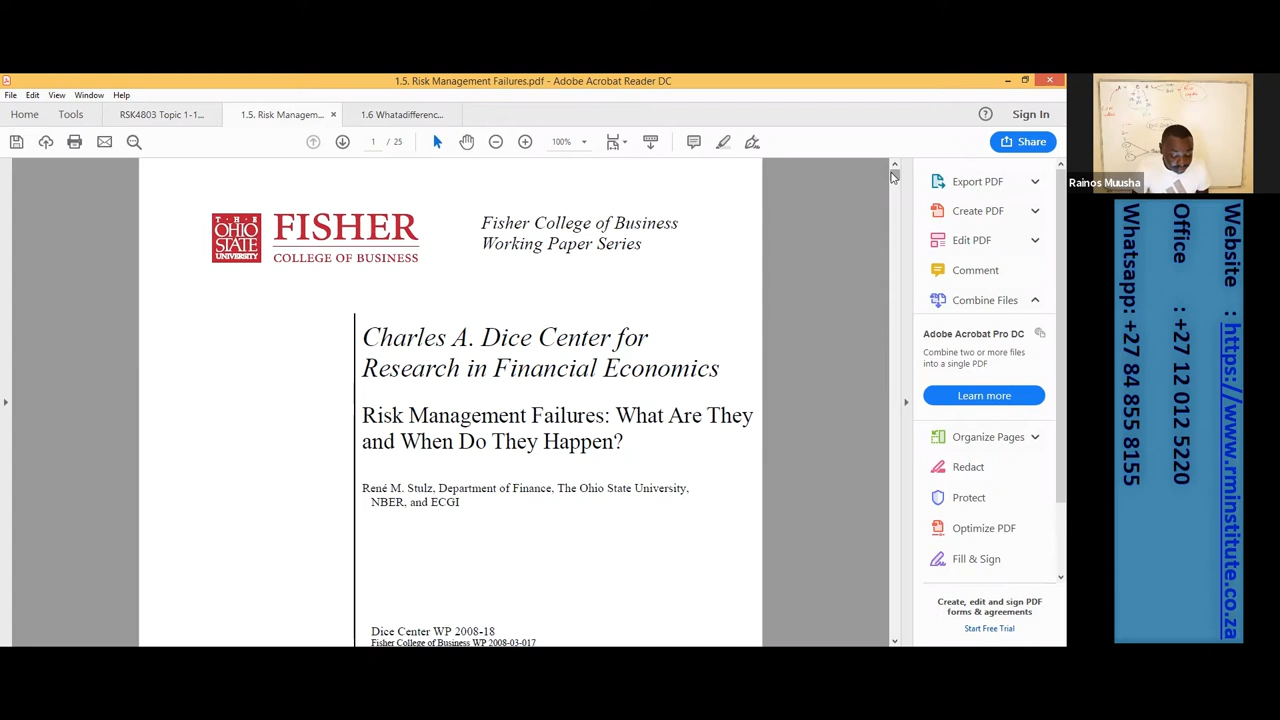 1.5. Risk Management Failures.pdf - Adobe Acrobat Reader DC
File Edit View Window Help
Home Tools RSK4803 Topic 1-1... 1.5. Risk Managem... × 1.6 Whatdifferenc... Sign In
1 / 25 100% Share
THE OHIO STATE UNIVERSITY
FISHER
COLLEGE OF BUSINESS
Fisher College of Business
Working Paper Series
Charles A. Dice Center for
Research in Financial Economics
Risk Management Failures: What Are They
and When Do They Happen?
René M. Stulz, Department of Finance, The Ohio State University,
NBER, and ECGI
Dice Center WP 2008-18
Fisher College of Business WP 2008-03-017
Export PDF
Create PDF
Edit PDF
Comment
Combine Files
Adobe Acrobat Pro DC
Combine two or more files
into a single PDF
Learn more
Organize Pages
Redact
Protect
Optimize PDF
Fill & Sign
Create, edit and sign PDF
forms & agreements
Start Free Trial
Rainos Muusha
Website : https://www.rminstitute.co.za
Office : +27 12 012 5220
Whatsapp: +27 84 855 8155